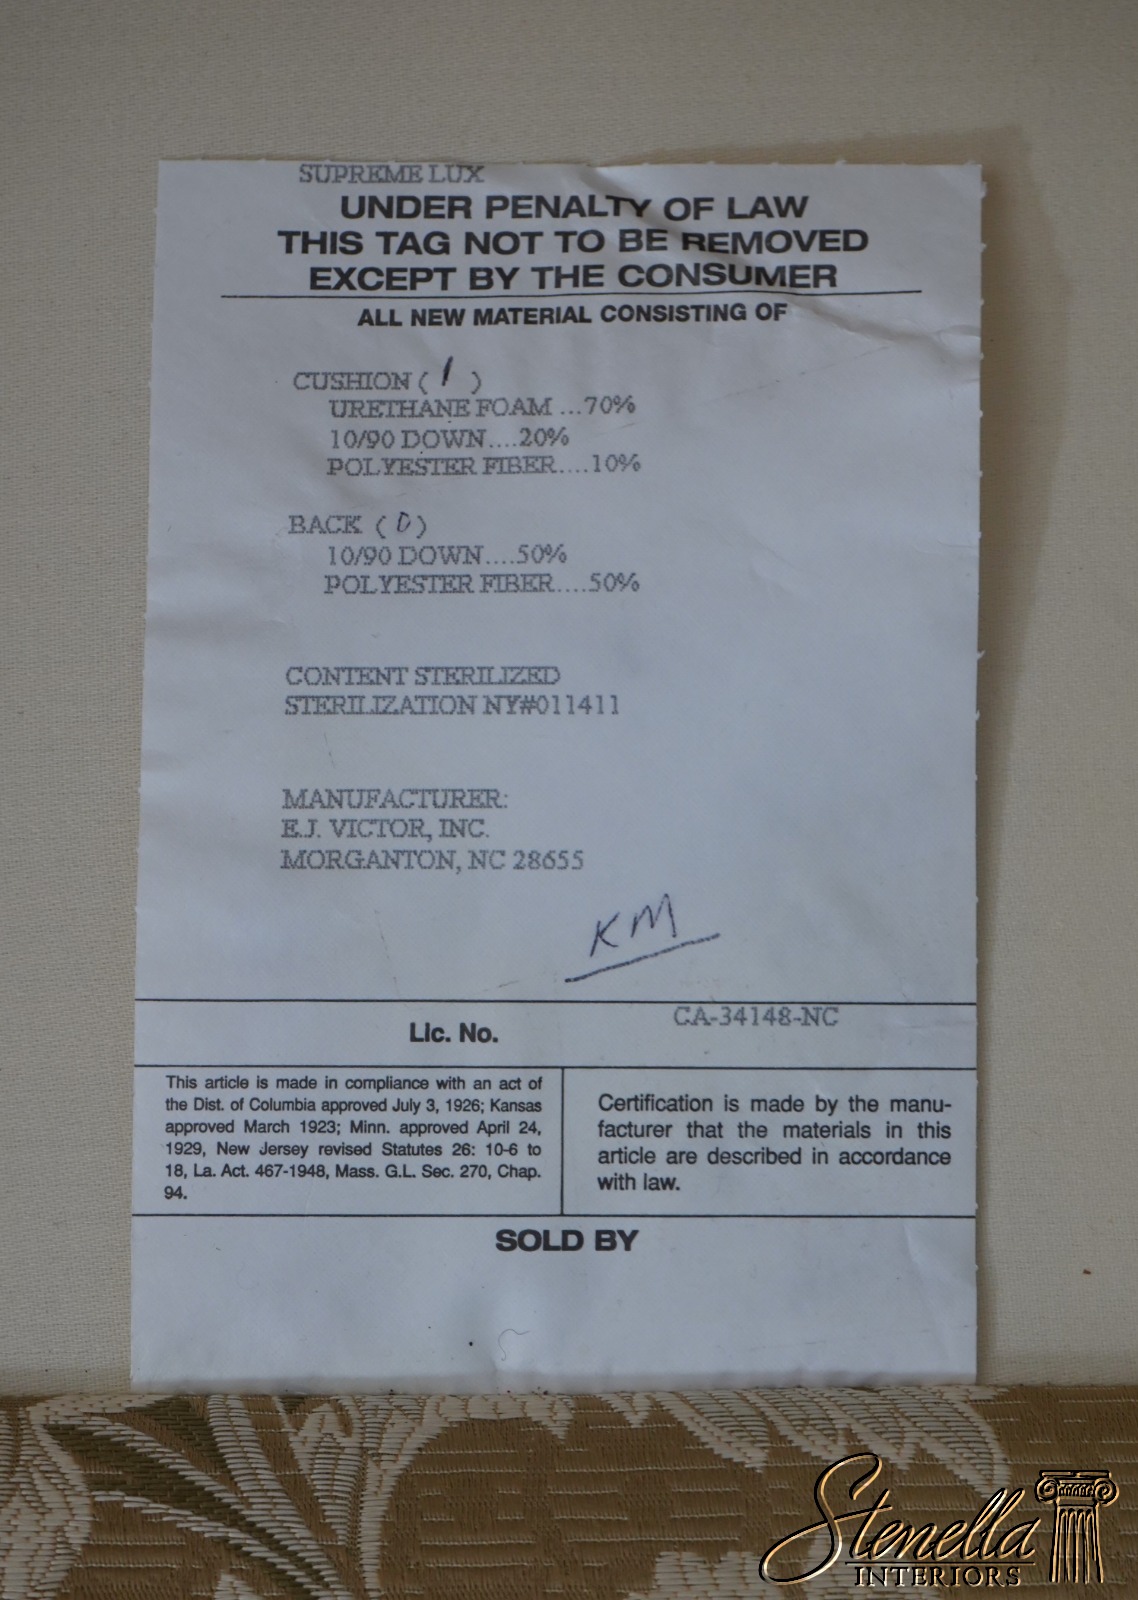 SUPREME LUX
UNDER PENALTY OF LAW
THIS TAG NOT TO BE REMOVED
EXCEPT BY THE CONSUMER
ALL NEW MATERIAL CONSISTING OF
CUSHION ( 1 )
URETHANE FOAM ...70%
10/90 DOWN....20%
POLYESTER FIBER....10%
BACK ( 0 )
10/90 DOWN....50%
POLYESTER FIBER....50%
CONTENT STERILIZED
STERILIZATION NY#011411
MANUFACTURER:
E.J. VICTOR, INC.
MORGANTON, NC 28655
KM
Lic. No.
CA-34148-NC
This article is made in compliance with an act of
the Dist. of Columbia approved July 3, 1926; Kansas
approved March 1923; Minn. approved April 24,
1929, New Jersey revised Statutes 26: 10-6 to
18, La. Act. 467-1948, Mass. G.L. Sec. 270, Chap.
94.
Certification is made by the manu-
facturer that the materials in this
article are described in accordance
with law.
SOLD BY
Stenella
INTERIORS